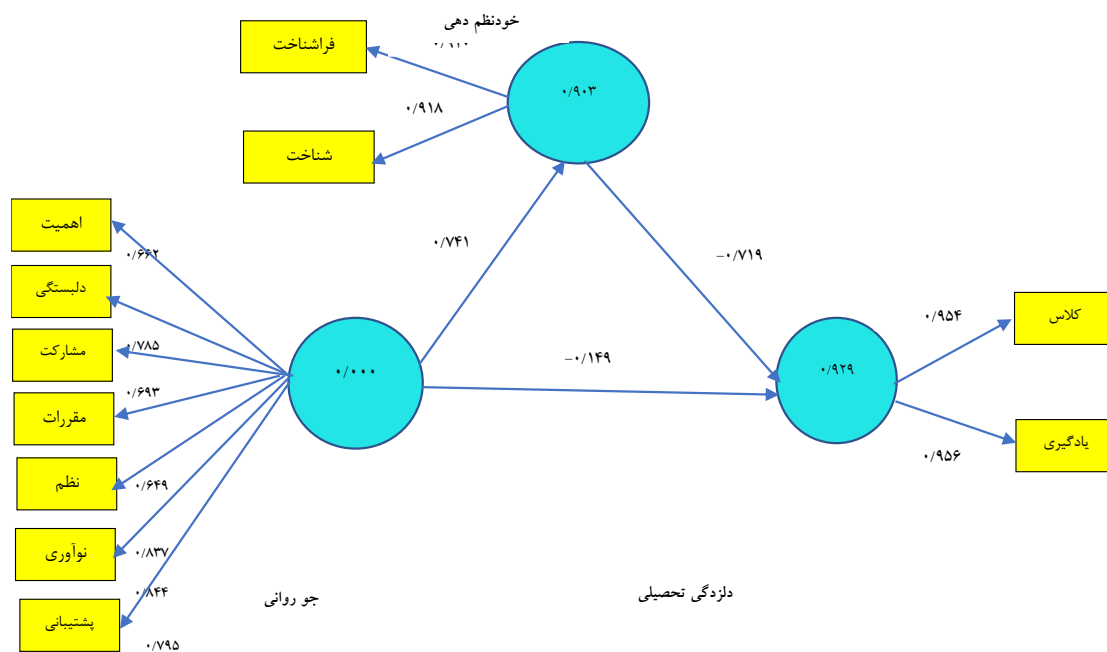 خودنظم دهی
فراشناخت
۰/۹۰۳
۰/۹۱۸
شناخت
اهمیت
۰/۶۶۲
۰/۷۴۱
-۰/۷۱۹
دلبستگی
کلاس
۰/۹۵۴
مشارکت
۰/۷۸۵
-۰/۱۴۹
۰/۰۰۰
۰/۹۲۹
۰/۶۹۳
مقررات
یادگیری
۰/۹۵۶
نظم
۰/۶۴۹
نوآوری
۰/۸۳۷
۰/۸۴۴
جو روانی
دلزدگی تحصیلی
پشتیبانی
۰/۷۹۵